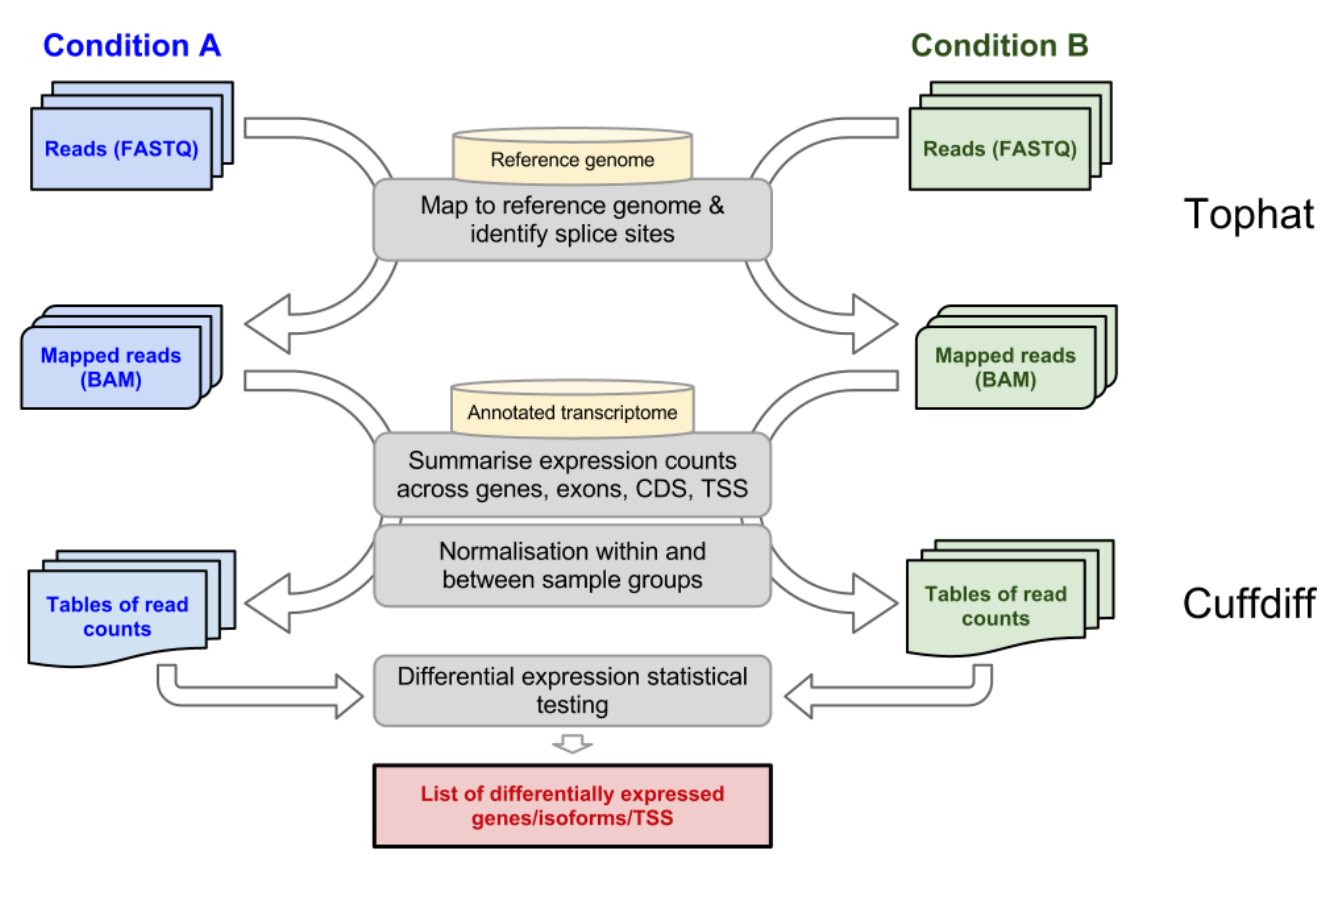 Condition A
Condition B
Reads (FASTQ)
Reference genome
Reads (FASTQ)
Map to reference genome &
identify splice sites
Tophat
Mapped reads
(BAM)
Mapped reads
(BAM)
Annotated transcriptome
Summarise expression counts
across genes, exons, CDS, TSS
Normalisation within and
between sample groups
Tables of read
counts
Tables of read
counts
Cuffdiff
Differential expression statistical
testing
List of differentially expressed
genes/isoforms/TSS